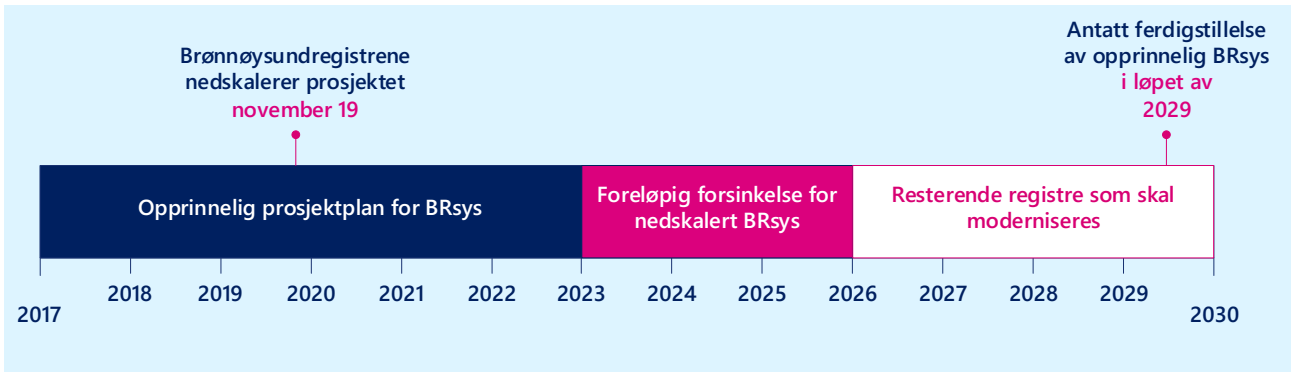 Brønnøysundregistrene
nedskalerer prosjektet
november 19
Antatt ferdigstillelse
av opprinnelig BRsys
i løpet av
2029
Opprinnelig prosjektplan for BRsys
Foreløpig forsinkelse for
nedskalert BRsys
Resterende registre som skal
moderniseres
2017
2018
2019
2020
2021
2022
2023
2024
2025
2026
2027
2028
2029
2030